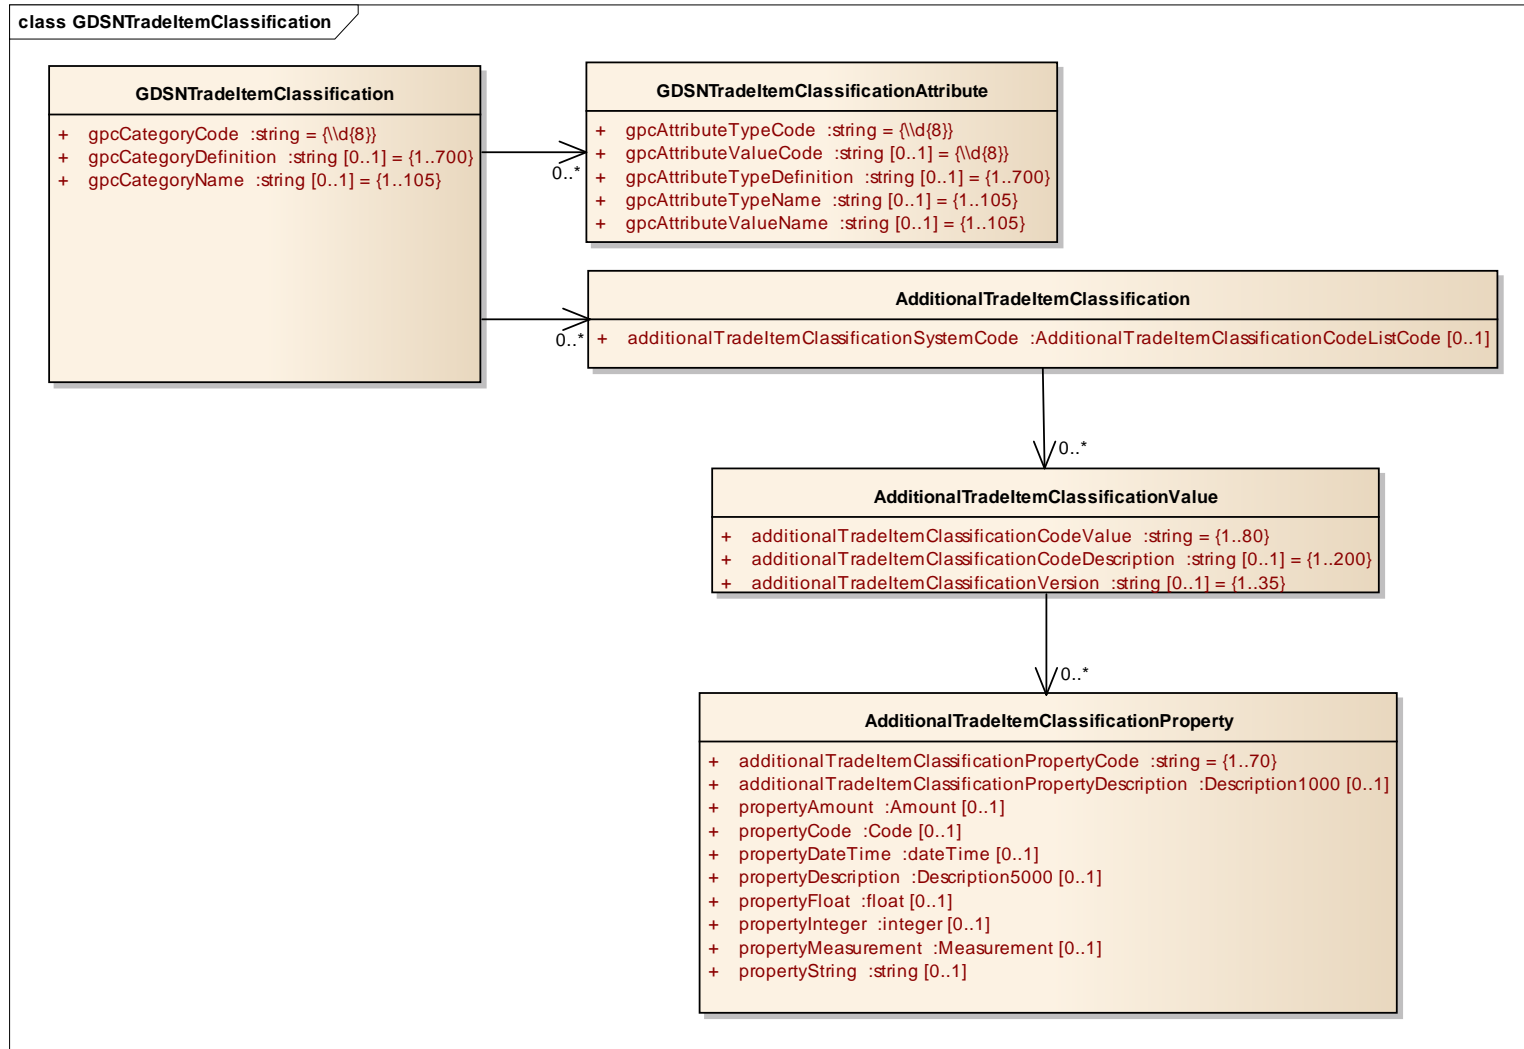 class GDSNTradeItemClassification
GDSNTradeItemClassification
+ gpcCategoryCode :string = {\\d{8}}
+ gpcCategoryDefinition :string [0..1] = {1..700}
+ gpcCategoryName :string [0..1] = {1..105}
0..*
GDSNTradeItemClassificationAttribute
+ gpcAttributeTypeCode :string = {\\d{8}}
+ gpcAttributeValueCode :string [0..1] = {\\d{8}}
+ gpcAttributeTypeDefinition :string [0..1] = {1..700}
+ gpcAttributeTypeName :string [0..1] = {1..105}
+ gpcAttributeValueName :string [0..1] = {1..105}
0..*
AdditionalTradeItemClassification
+ additionalTradeItemClassificationSystemCode :AdditionalTradeItemClassificationCodeListCode [0..1]
0..*
AdditionalTradeItemClassificationValue
+ additionalTradeItemClassificationCodeValue :string = {1..80}
+ additionalTradeItemClassificationCodeDescription :string [0..1] = {1..200}
+ additionalTradeItemClassificationVersion :string [0..1] = {1..35}
0..*
AdditionalTradeItemClassificationProperty
+ additionalTradeItemClassificationPropertyCode :string = {1..70}
+ additionalTradeItemClassificationPropertyDescription :Description1000 [0..1]
+ propertyAmount :Amount [0..1]
+ propertyCode :Code [0..1]
+ propertyDateTime :dateTime [0..1]
+ propertyDescription :Description5000 [0..1]
+ propertyFloat :float [0..1]
+ propertyInteger :integer [0..1]
+ propertyMeasurement :Measurement [0..1]
+ propertyString :string [0..1]